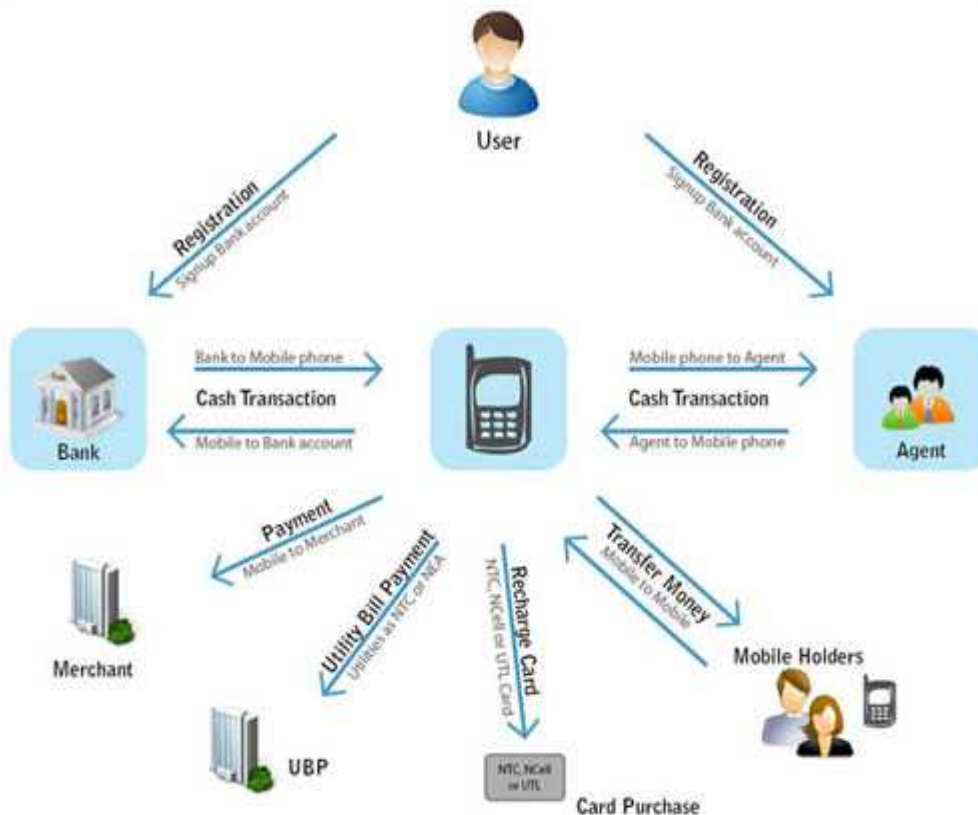 User
Registration
Signup Bank account
Registration
Signup Bank account
Bank to Mobile phone
Cash Transaction
Mobile to Bank account
Bank
Mobile phone to Agent
Cash Transaction
Agent to Mobile phone
Agent
Payment
Mobile to Merchant
Merchant
Utility Bill Payment
Utilities as NTC or NEA
UBP
Recharge Card
NTC, NCell or UTL Card
NTC, NCell
or UTL
Card Purchase
Transfer Money
Mobile to Mobile
Mobile Holders